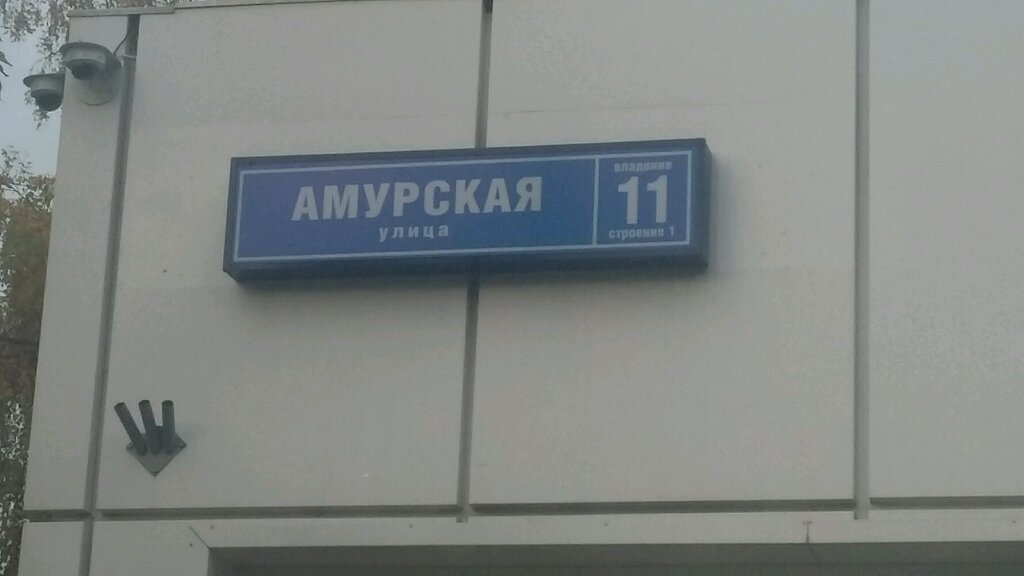 АМУРСКАЯ
улица
владение
11
строение 1